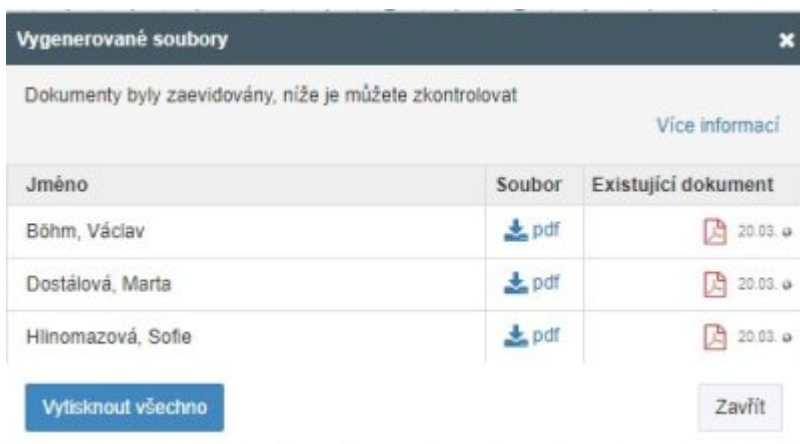 Vygenerované soubory
Dokumenty byly zaevidovány, níže je můžete zkontrolovat
Více informací
Jméno Soubor Existující dokument
Böhm, Václav pdf 20.03.
Dostálová, Marta pdf 20.03.
Hlinomazová, Sofie pdf 20.03.
Vytisknout všechno Zavřít